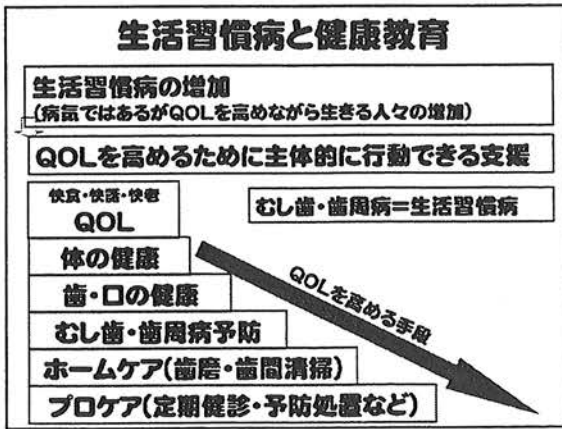 生活習慣病と健康教育
生活習慣病の増加
(病気ではあるがQOLを高めながら生きる人々の増加)
QOLを高めるために主体的に行動できる支援
快食・快話・快者
QOL
むし歯・歯周病=生活習慣病
体の健康
歯・口の健康
むし歯・歯周病予防
ホームケア(歯磨・歯間清掃)
プロケア(定期健診・予防処置など)
QOLを高める手段